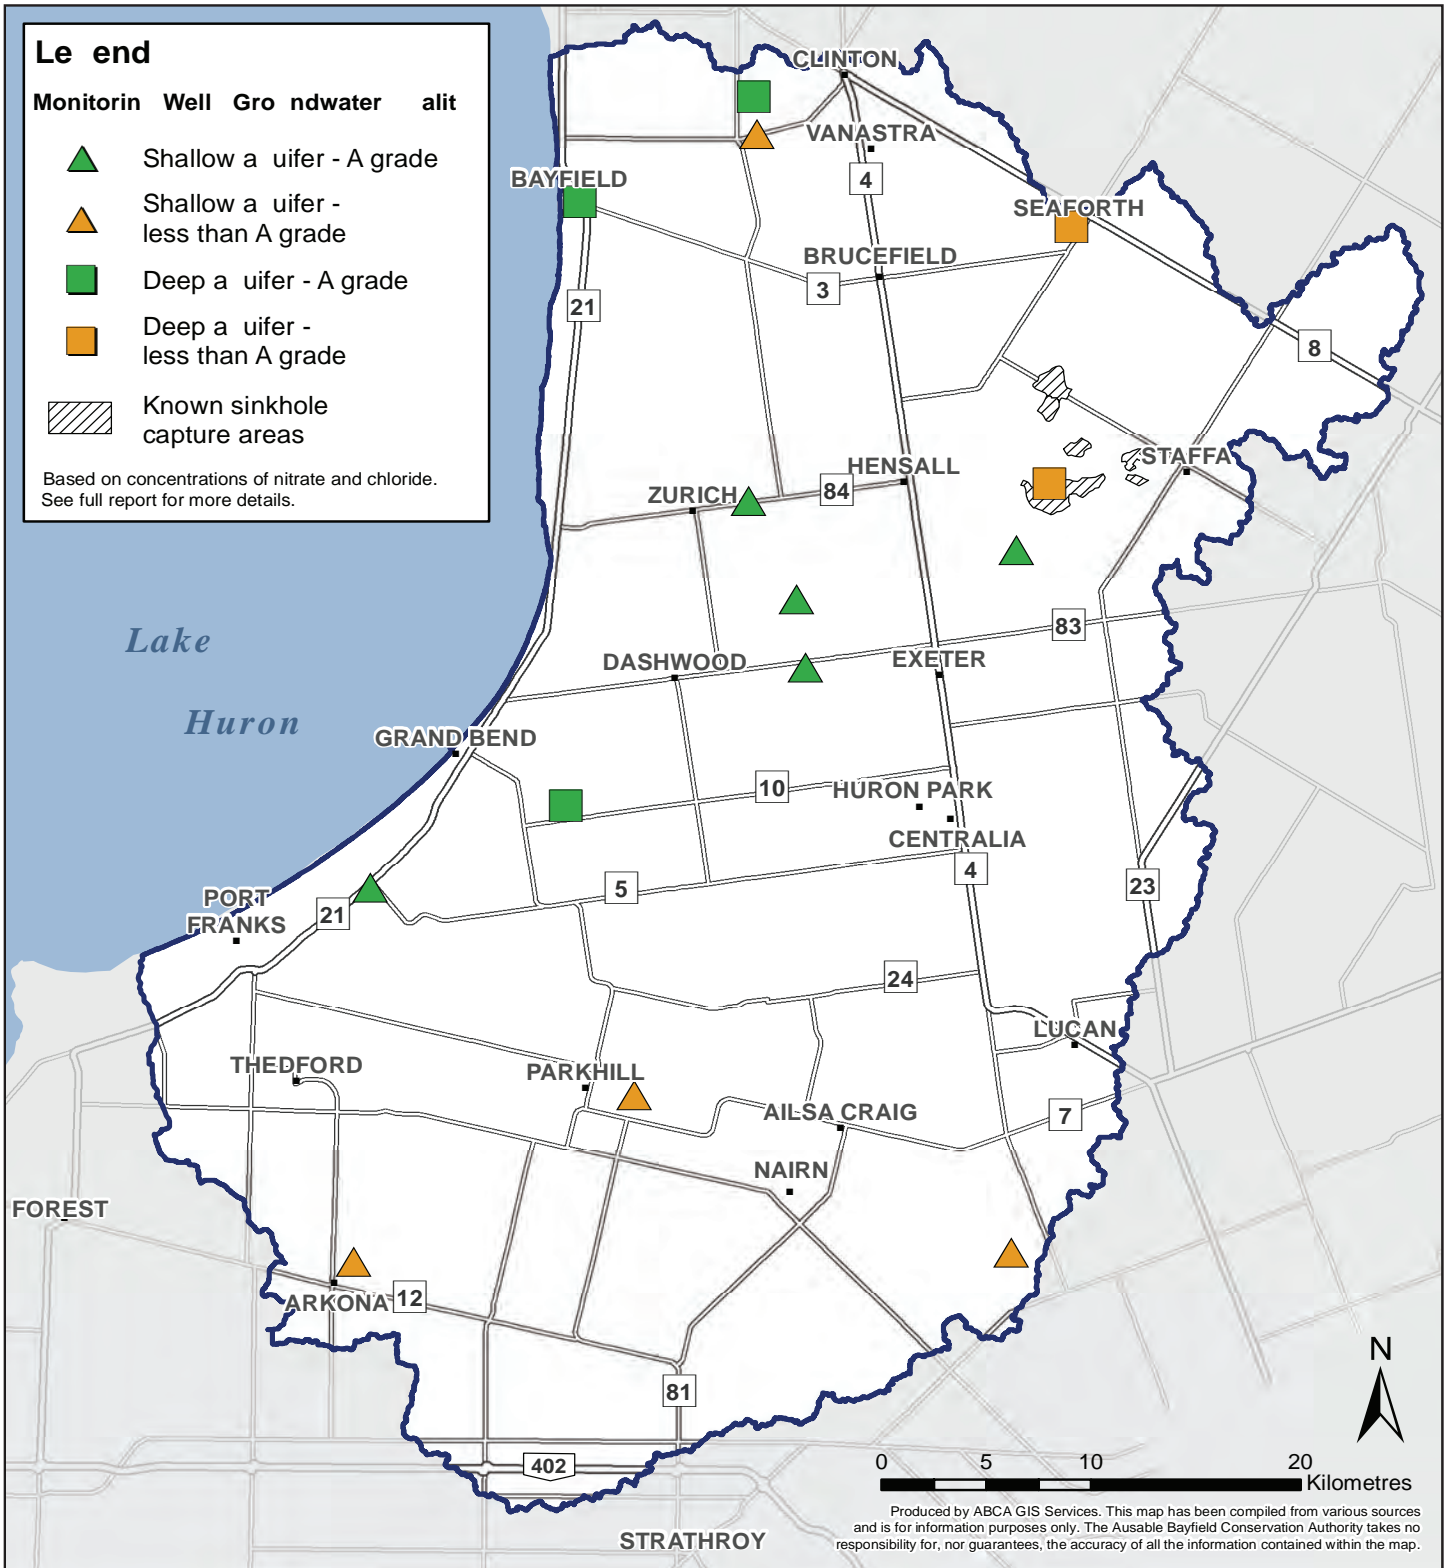 Le end
Monitorin Well Gro ndwater alit
Shallow a uifer - A grade
Shallow a uifer -
less than A grade
Deep a uifer - A grade
Deep a uifer -
less than A grade
Known sinkhole
capture areas
Based on concentrations of nitrate and chloride.
See full report for more details.
CLINTON
VANASTRA
4
BAYFIELD
SEAFORTH
BRUCEFIELD
3
21
8
HENSALL
STAFFA
ZURICH
84
Lake
83
DASHWOOD
EXETER
Huron
GRAND BEND
10
HURON PARK
CENTRALIA
4
5
23
PORT
FRANKS
21
24
LUCAN
THEDFORD
PARKHILL
AILSA CRAIG
7
NAIRN
FOREST
ARKONA
12
N
81
402
0 5 10 20
Kilometres
Produced by ABCA GIS Services. This map has been compiled from various sources
and is for information purposes only. The Ausable Bayfield Conservation Authority takes no
responsibility for, nor guarantees, the accuracy of all the information contained within the map.
STRATHROY